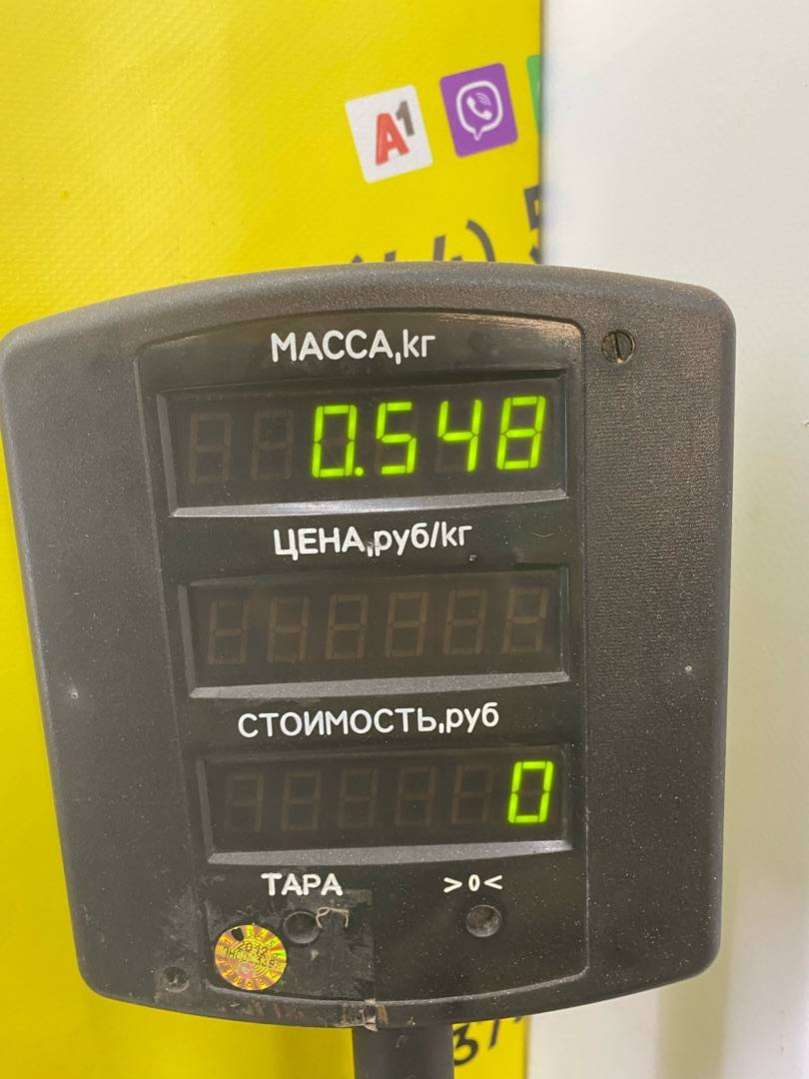 A1
МАССА,кг
0.548
ЦЕНА,руб/кг
СТОИМОСТЬ,руб
0
ТАРА >0<